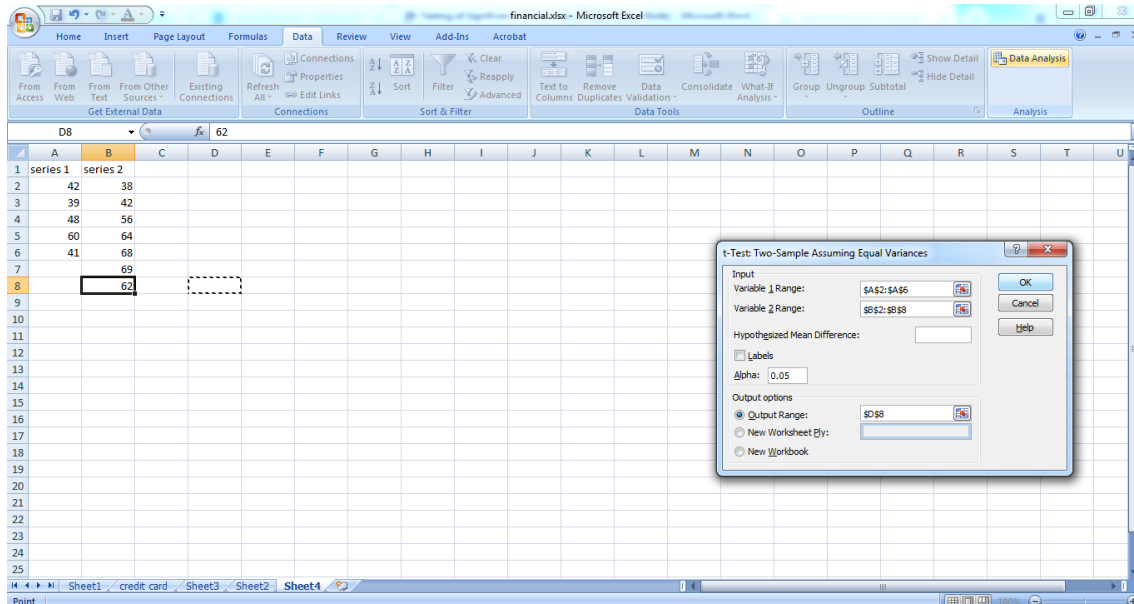 financial.xlsx - Microsoft Excel
Home Insert Page Layout Formulas Data Review View Add-Ins Acrobat
From Access
From Web
From Text
From Other Sources
Existing Connections
Get External Data
Refresh All
Connections
Properties
Edit Links
Connections
Sort
Filter
Clear
Reapply
Advanced
Sort & Filter
Text to Columns
Remove Duplicates
Data Validation
Consolidate
What-If Analysis
Data Tools
Group
Ungroup
Subtotal
Show Detail
Hide Detail
Outline
Data Analysis
Analysis
D8 fx 62
A B C D E F G H I J K L M N O P Q R S T U
1 series 1 series 2
2 42 38
3 39 42
4 48 56
5 60 64
6 41 68
7 69
8 62
9
10
11
12
13
14
15
16
17
18
19
20
21
22
23
24
25
t-Test: Two-Sample Assuming Equal Variances
Input
Variable 1 Range: $A$2:$A$6
Variable 2 Range: $B$2:$B$8
Hypothesized Mean Difference:
Labels
Alpha: 0.05
Output options
Output Range: $D$8
New Worksheet Ply:
New Workbook
OK
Cancel
Help
Sheet1 credit card Sheet3 Sheet2 Sheet4
Point 100%